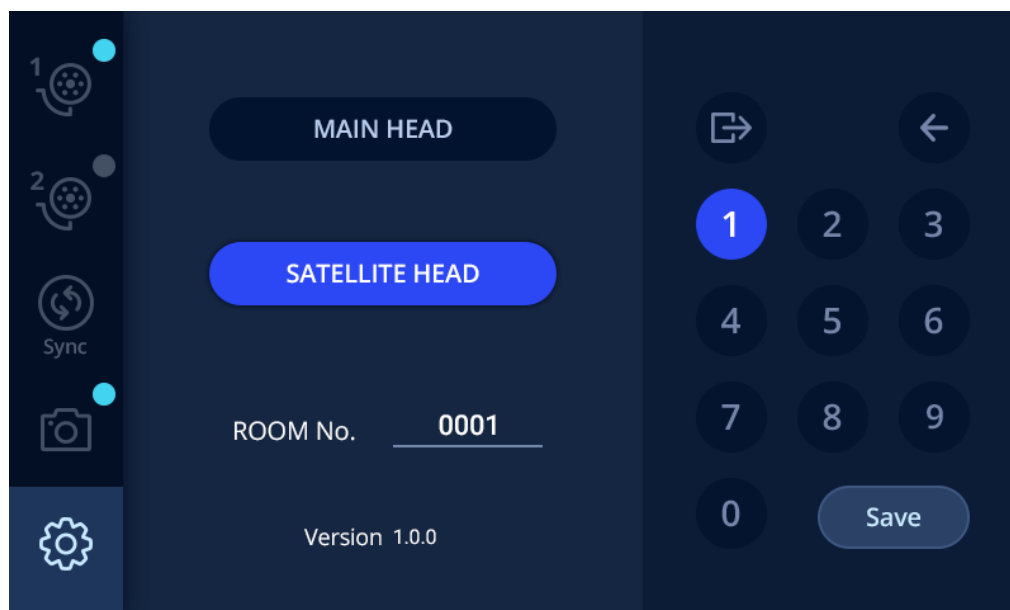 1
2
Sync
MAIN HEAD
SATELLITE HEAD
ROOM No. 0001
Version 1.0.0
1 2 3
4 5 6
7 8 9
0 Save